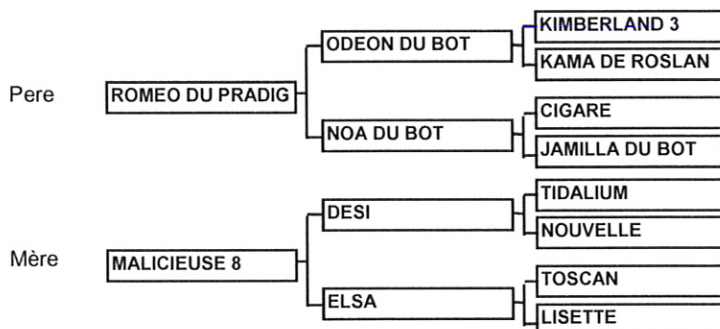 KIMBERLAND 3
ODEON DU BOT
KAMA DE ROSLAN
Pere
ROMEO DU PRADIG
CIGARE
NOA DU BOT
JAMILLA DU BOT
TIDALIUM
DESI
NOUVELLE
Mère
MALICIEUSE 8
TOSCAN
ELSA
LISETTE